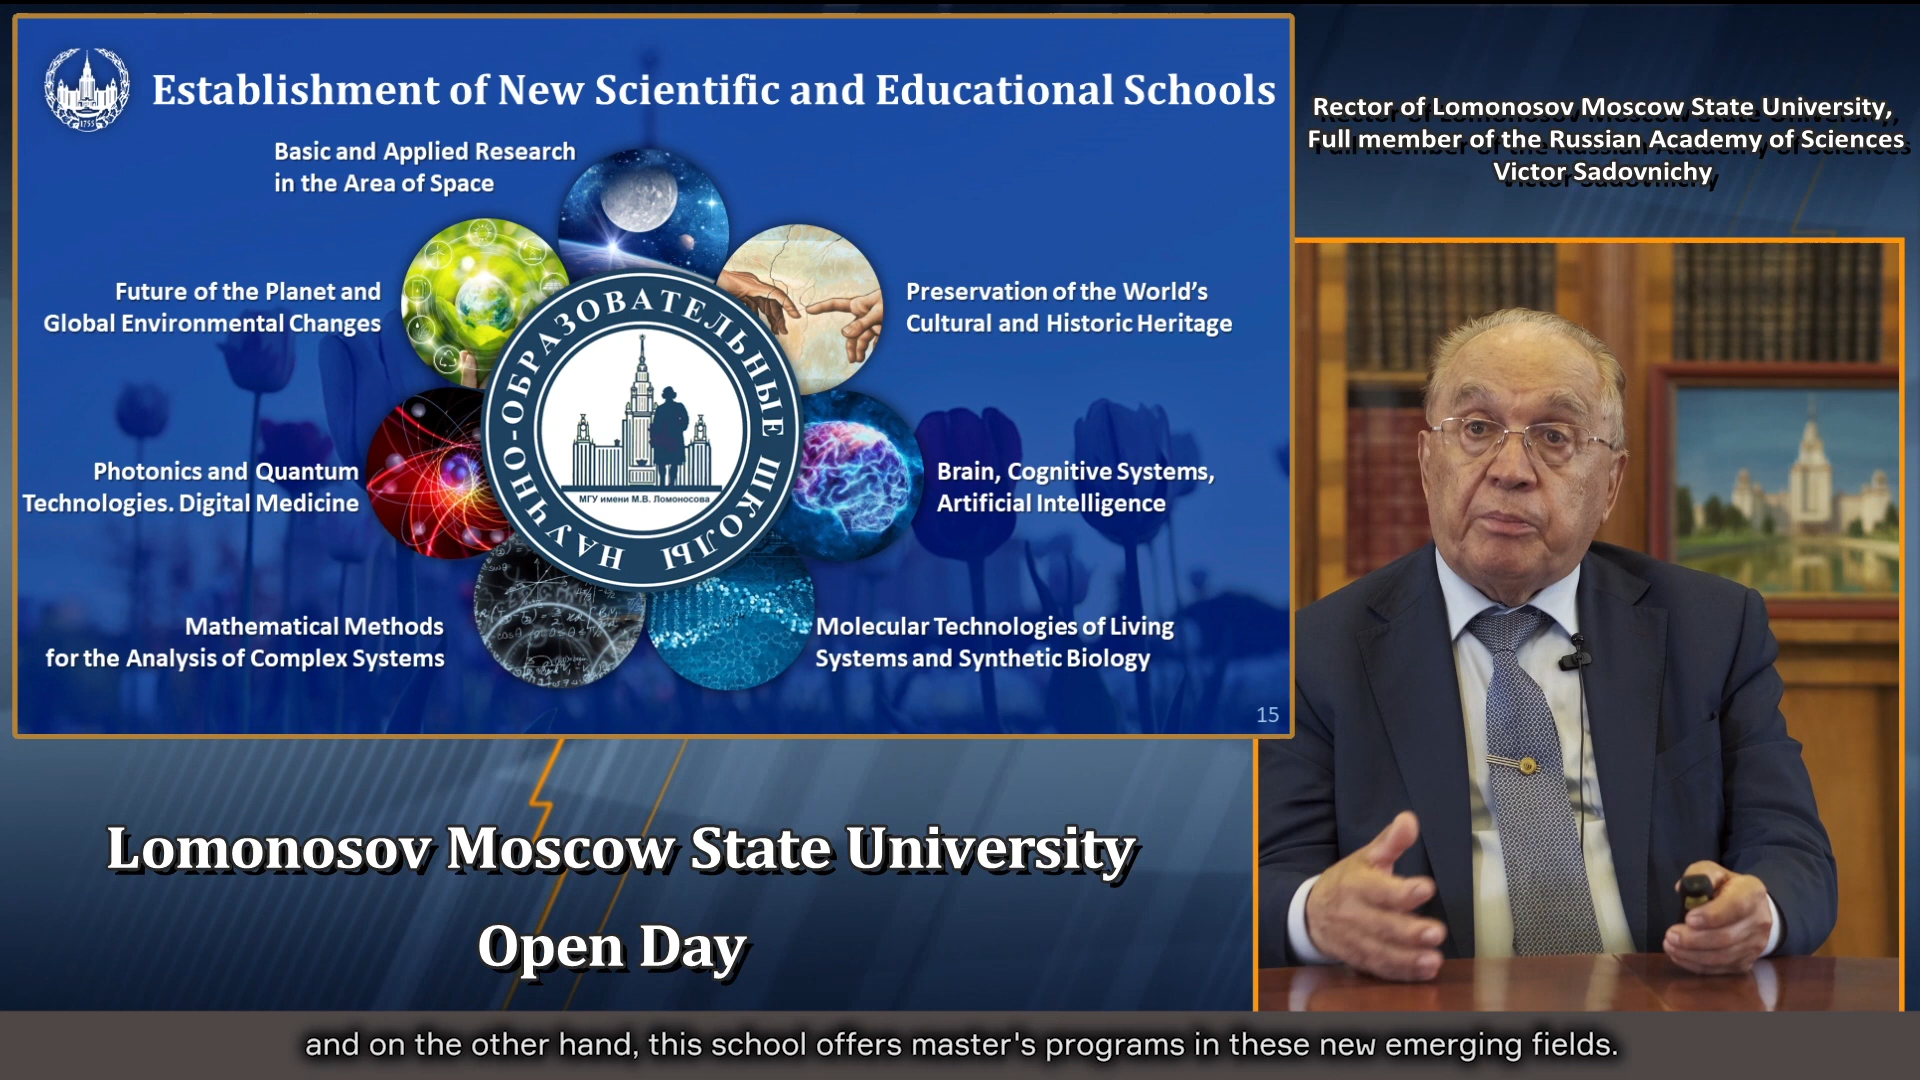 Establishment of New Scientific and Educational Schools
1755
Basic and Applied Research
in the Area of Space
Future of the Planet and
Global Environmental Changes
Preservation of the World's
Cultural and Historic Heritage
Photonics and Quantum
Technologies. Digital Medicine
Brain, Cognitive Systems,
Artificial Intelligence
Mathematical Methods
for the Analysis of Complex Systems
Molecular Technologies of Living
Systems and Synthetic Biology
НАУЧНО-ОБРАЗОВАТЕЛЬНЫЕ ШКОЛЫ
МГУ имени М.В. Ломоносова
15
Rector of Lomonosov Moscow State University,
Full member of the Russian Academy of Sciences
Victor Sadovnichy
Lomonosov Moscow State University
Open Day
and on the other hand, this school offers master's programs in these new emerging fields.